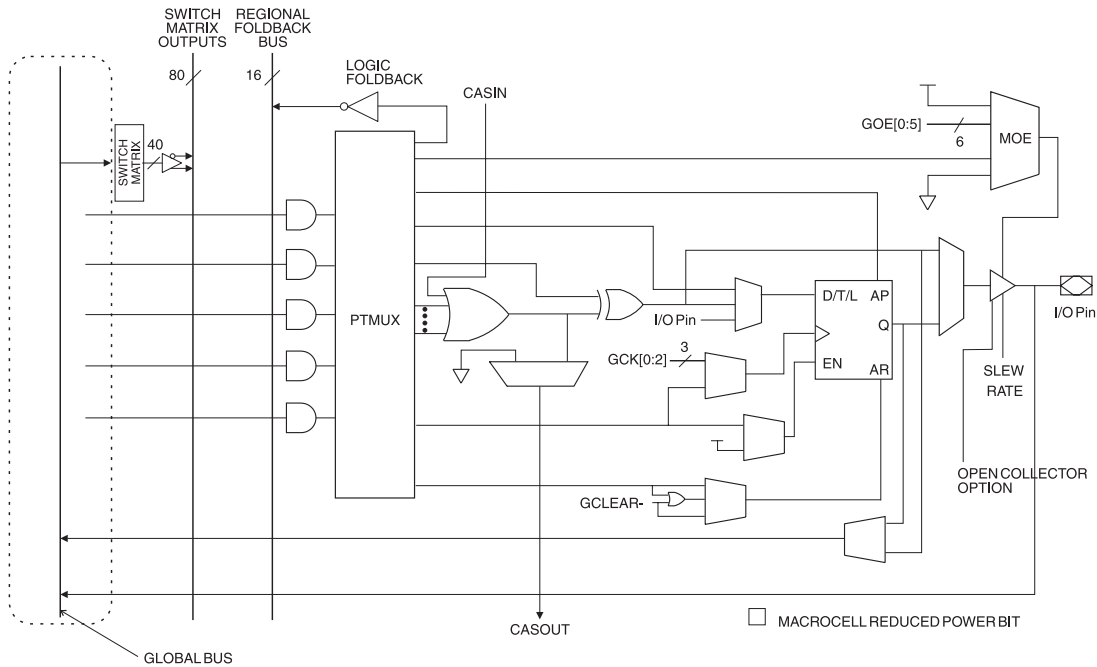 SWITCH
MATRIX
OUTPUTS
REGIONAL
FOLDBACK
BUS
80
16
LOGIC
FOLDBACK
CASIN
GOE[0:5]
6
MOE
SWITCH
MATRIX
40
PTMUX
I/O Pin
D/T/L
AP
Q
EN
AR
GCK[0:2]
3
I/O Pin
SLEW
RATE
OPEN COLLECTOR
OPTION
GCLEAR-
CASOUT
MACROCELL REDUCED POWER BIT
GLOBAL BUS